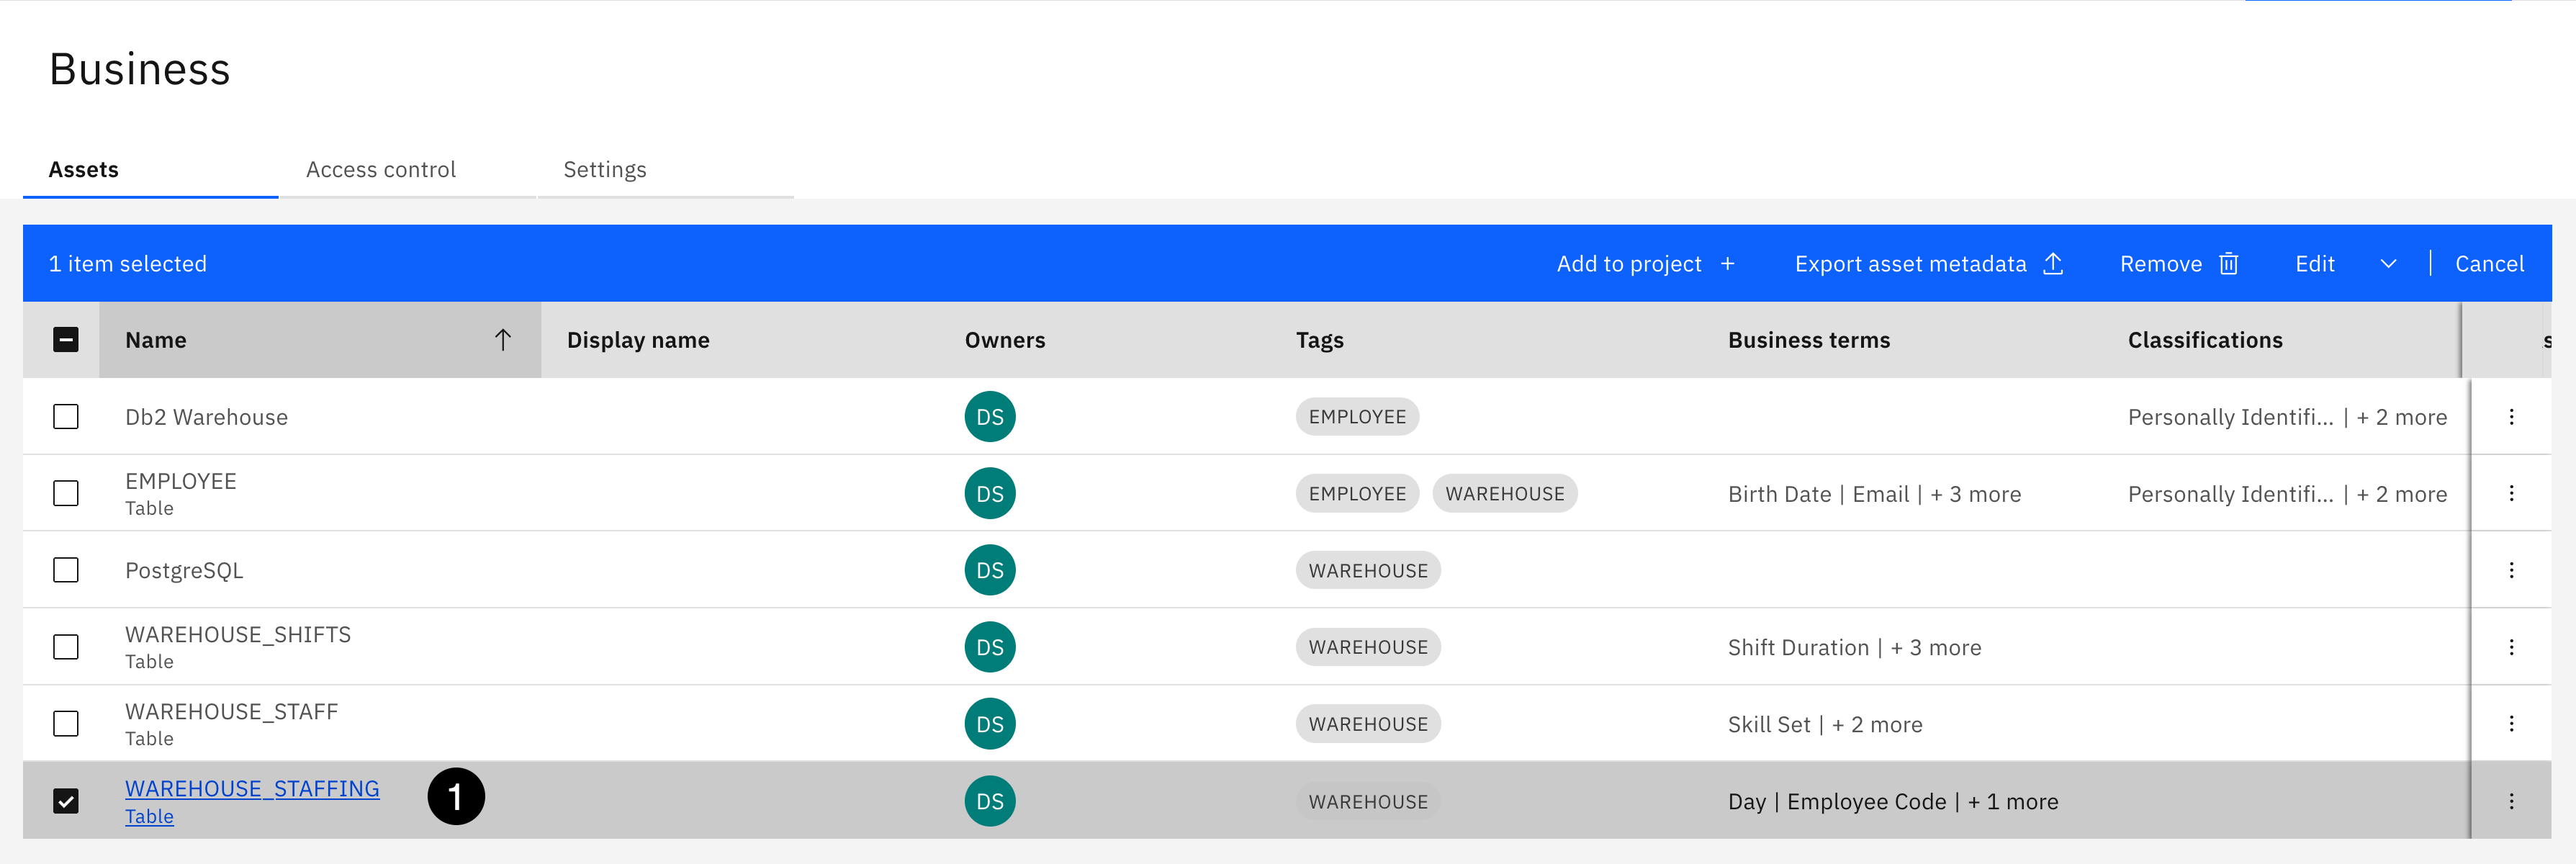 Business
Assets Access control Settings
1 item selected Add to project + Export asset metadata Remove Edit | Cancel
Name Display name Owners Tags Business terms Classifications
Db2 Warehouse DS EMPLOYEE Personally Identifi... | + 2 more
EMPLOYEE
Table DS EMPLOYEE WAREHOUSE Birth Date | Email | + 3 more Personally Identifi... | + 2 more
PostgreSQL DS WAREHOUSE
WAREHOUSE_SHIFTS
Table DS WAREHOUSE Shift Duration | + 3 more
WAREHOUSE_STAFF
Table DS WAREHOUSE Skill Set | + 2 more
WAREHOUSE_STAFFING 1
Table DS WAREHOUSE Day | Employee Code | + 1 more